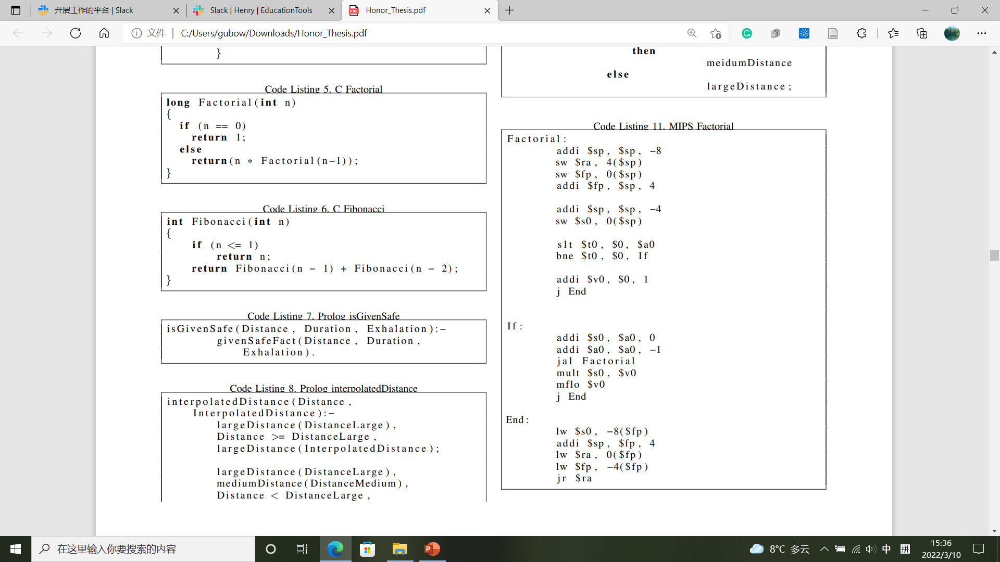 开展工作的平台 | Slack
Slack | Henry | EducationTools
Honor_Thesis.pdf
文件
C:/Users/gubow/Downloads/Honor_Thesis.pdf
}
Code Listing 5. C Factorial
long Factorial(int n)
{
if (n == 0)
return 1;
else
return(n * Factorial(n−1));
}
Code Listing 6. C Fibonacci
int Fibonacci(int n)
{
if (n <= 1)
return n;
return Fibonacci(n − 1) + Fibonacci(n − 2);
}
Code Listing 7. Prolog isGivenSafe
isGivenSafe(Distance, Duration, Exhalation):−
givenSafeFact(Distance, Duration,
Exhalation).
Code Listing 8. Prolog interpolatedDistance
interpolatedDistance(Distance,
InterpolatedDistance):−
largeDistance(DistanceLarge),
Distance >= DistanceLarge,
largeDistance(InterpolatedDistance);
largeDistance(DistanceLarge),
mediumDistance(DistanceMedium),
Distance < DistanceLarge,
then
meidumDistance
else
largeDistance;
Code Listing 11. MIPS Factorial
Factorial:
addi $sp, $sp, −8
sw $ra, 4($sp)
sw $fp, 0($sp)
addi $fp, $sp, 4
addi $sp, $sp, −4
sw $s0, 0($sp)
slt $t0, $0, $a0
bne $t0, $0, If
addi $v0, $0, 1
j End
If:
addi $s0, $a0, 0
addi $a0, $a0, −1
jal Factorial
mult $s0, $v0
mflo $v0
j End
End:
lw $s0, −8($fp)
addi $sp, $fp, 4
lw $ra, 0($fp)
lw $fp, −4($fp)
jr $ra
在这里输入你要搜索的内容
8°C 多云
中
拼
15:36
2022/3/10